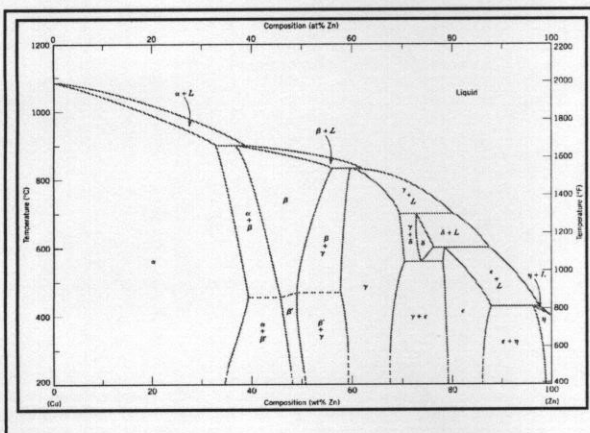 Composition (at% Zn)
0 20 40 60 80 100
1200 2200
2000
α + L
Liquid
1000 1800
β + L
1600
800
γ + L
1400
β
α + β
γ + δ
δ
δ + L
1200
β + γ
600
Temperature (°C)
Temperature (°F)
α
γ
ε + L
η + L
1000
800
β′
η
400
α + β′
β′ + γ
γ + ε
ε
ε + η
600
200 400
0 20 40 60 80 100
(Cu) Composition (wt% Zn) (Zn)